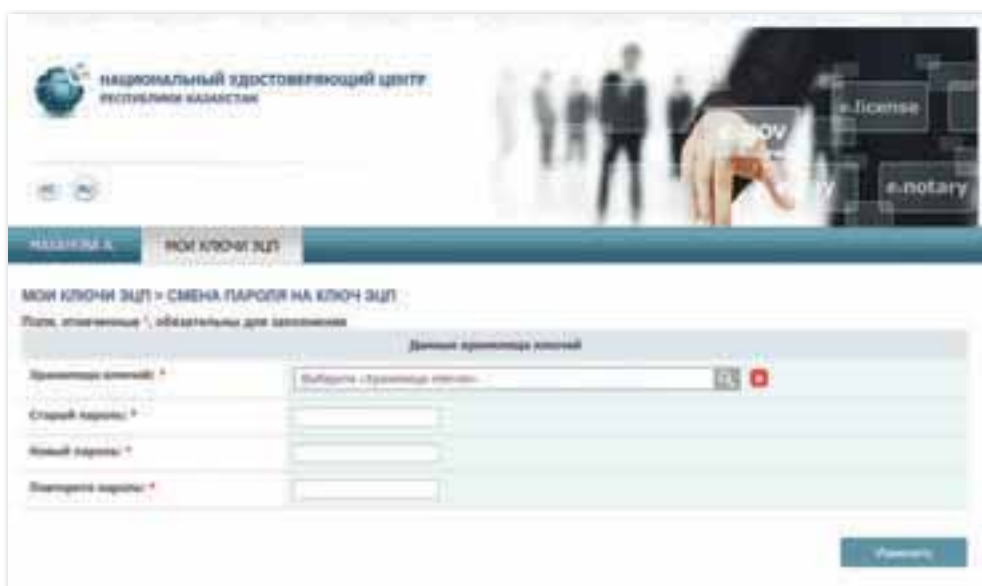 НАЦИОНАЛЬНЫЙ УДОСТОВЕРЯЮЩИЙ ЦЕНТР
РЕСПУБЛИКИ КАЗАХСТАН
e.license
e.notary
МОИ КЛЮЧИ ЭЦП
МОИ КЛЮЧИ ЭЦП > СМЕНА ПАРОЛЯ НА КЛЮЧ ЭЦП
Поля, отмеченные *, обязательны для заполнения
Данные хранилища ключей
Хранилище ключей: *
Выберите «Хранилище ключей»
Старый пароль: *
Новый пароль: *
Повторите пароль: *
Изменить